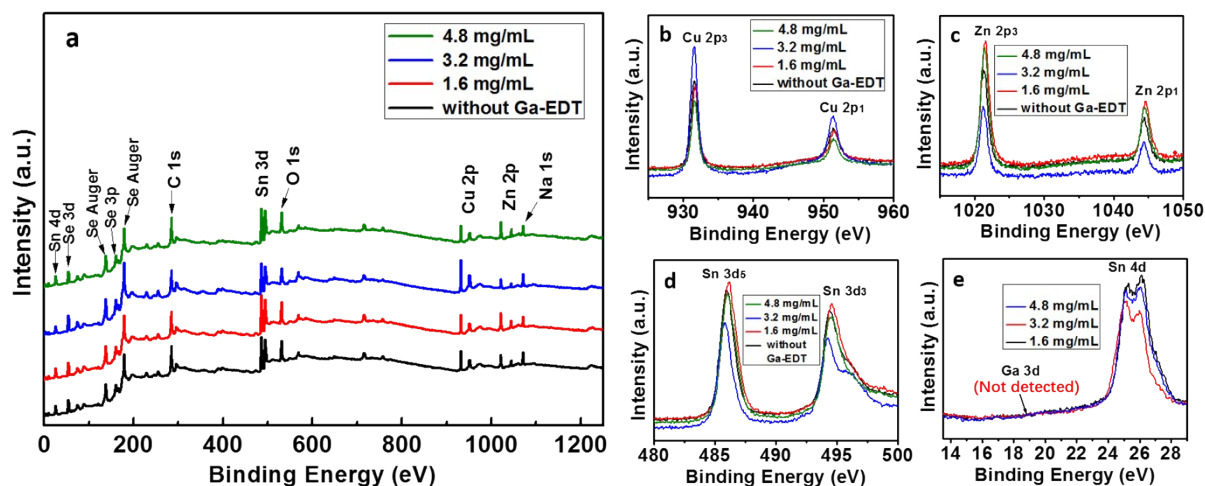 a
4.8 mg/mL
3.2 mg/mL
1.6 mg/mL
without Ga-EDT
Sn 4d
Se 3d
Se Auger
Se 3p
Se Auger
C 1s
Sn 3d
O 1s
Cu 2p
Zn 2p
Na 1s
0 200 400 600 800 1000 1200
Binding Energy (eV)
Intensity (a.u.)
b
Cu 2p3
4.8 mg/mL
3.2 mg/mL
1.6 mg/mL
without Ga-EDT
Cu 2p1
930 940 950 960
Binding Energy (eV)
Intensity (a.u.)
c
Zn 2p3
4.8 mg/mL
3.2 mg/mL
1.6 mg/mL
without Ga-EDT
Zn 2p1
1015 1020 1035 1040 1045 1050
Binding Energy (eV)
Intensity (a.u.)
d
Sn 3d5
Sn 3d3
4.8 mg/mL
3.2 mg/mL
1.6 mg/mL
without
Ga-EDT
480 485 490 495 500
Binding Energy (eV)
Intensity (a.u.)
e
Sn 4d
4.8 mg/mL
3.2 mg/mL
1.6 mg/mL
Ga 3d
(Not detected)
14 16 18 20 22 24 26 28
Binding Energy (eV)
Intensity (a.u.)